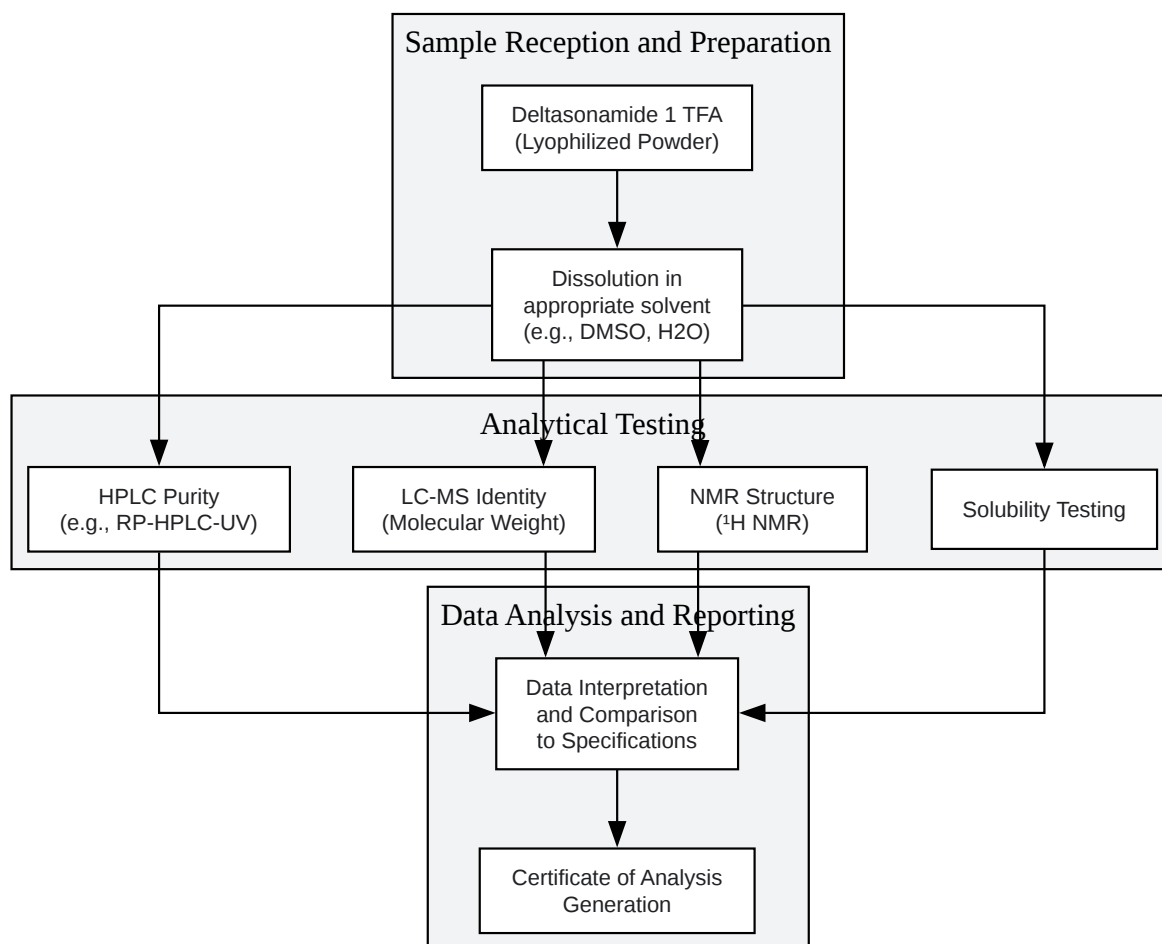 Sample Reception and Preparation
Deltasonamide 1 TFA
(Lyophilized Powder)
Dissolution in
appropriate solvent
(e.g., DMSO, H2O)
Analytical Testing
HPLC Purity
(e.g., RP-HPLC-UV)
LC-MS Identity
(Molecular Weight)
NMR Structure
(¹H NMR)
Solubility Testing
Data Analysis and Reporting
Data Interpretation
and Comparison
to Specifications
Certificate of Analysis
Generation